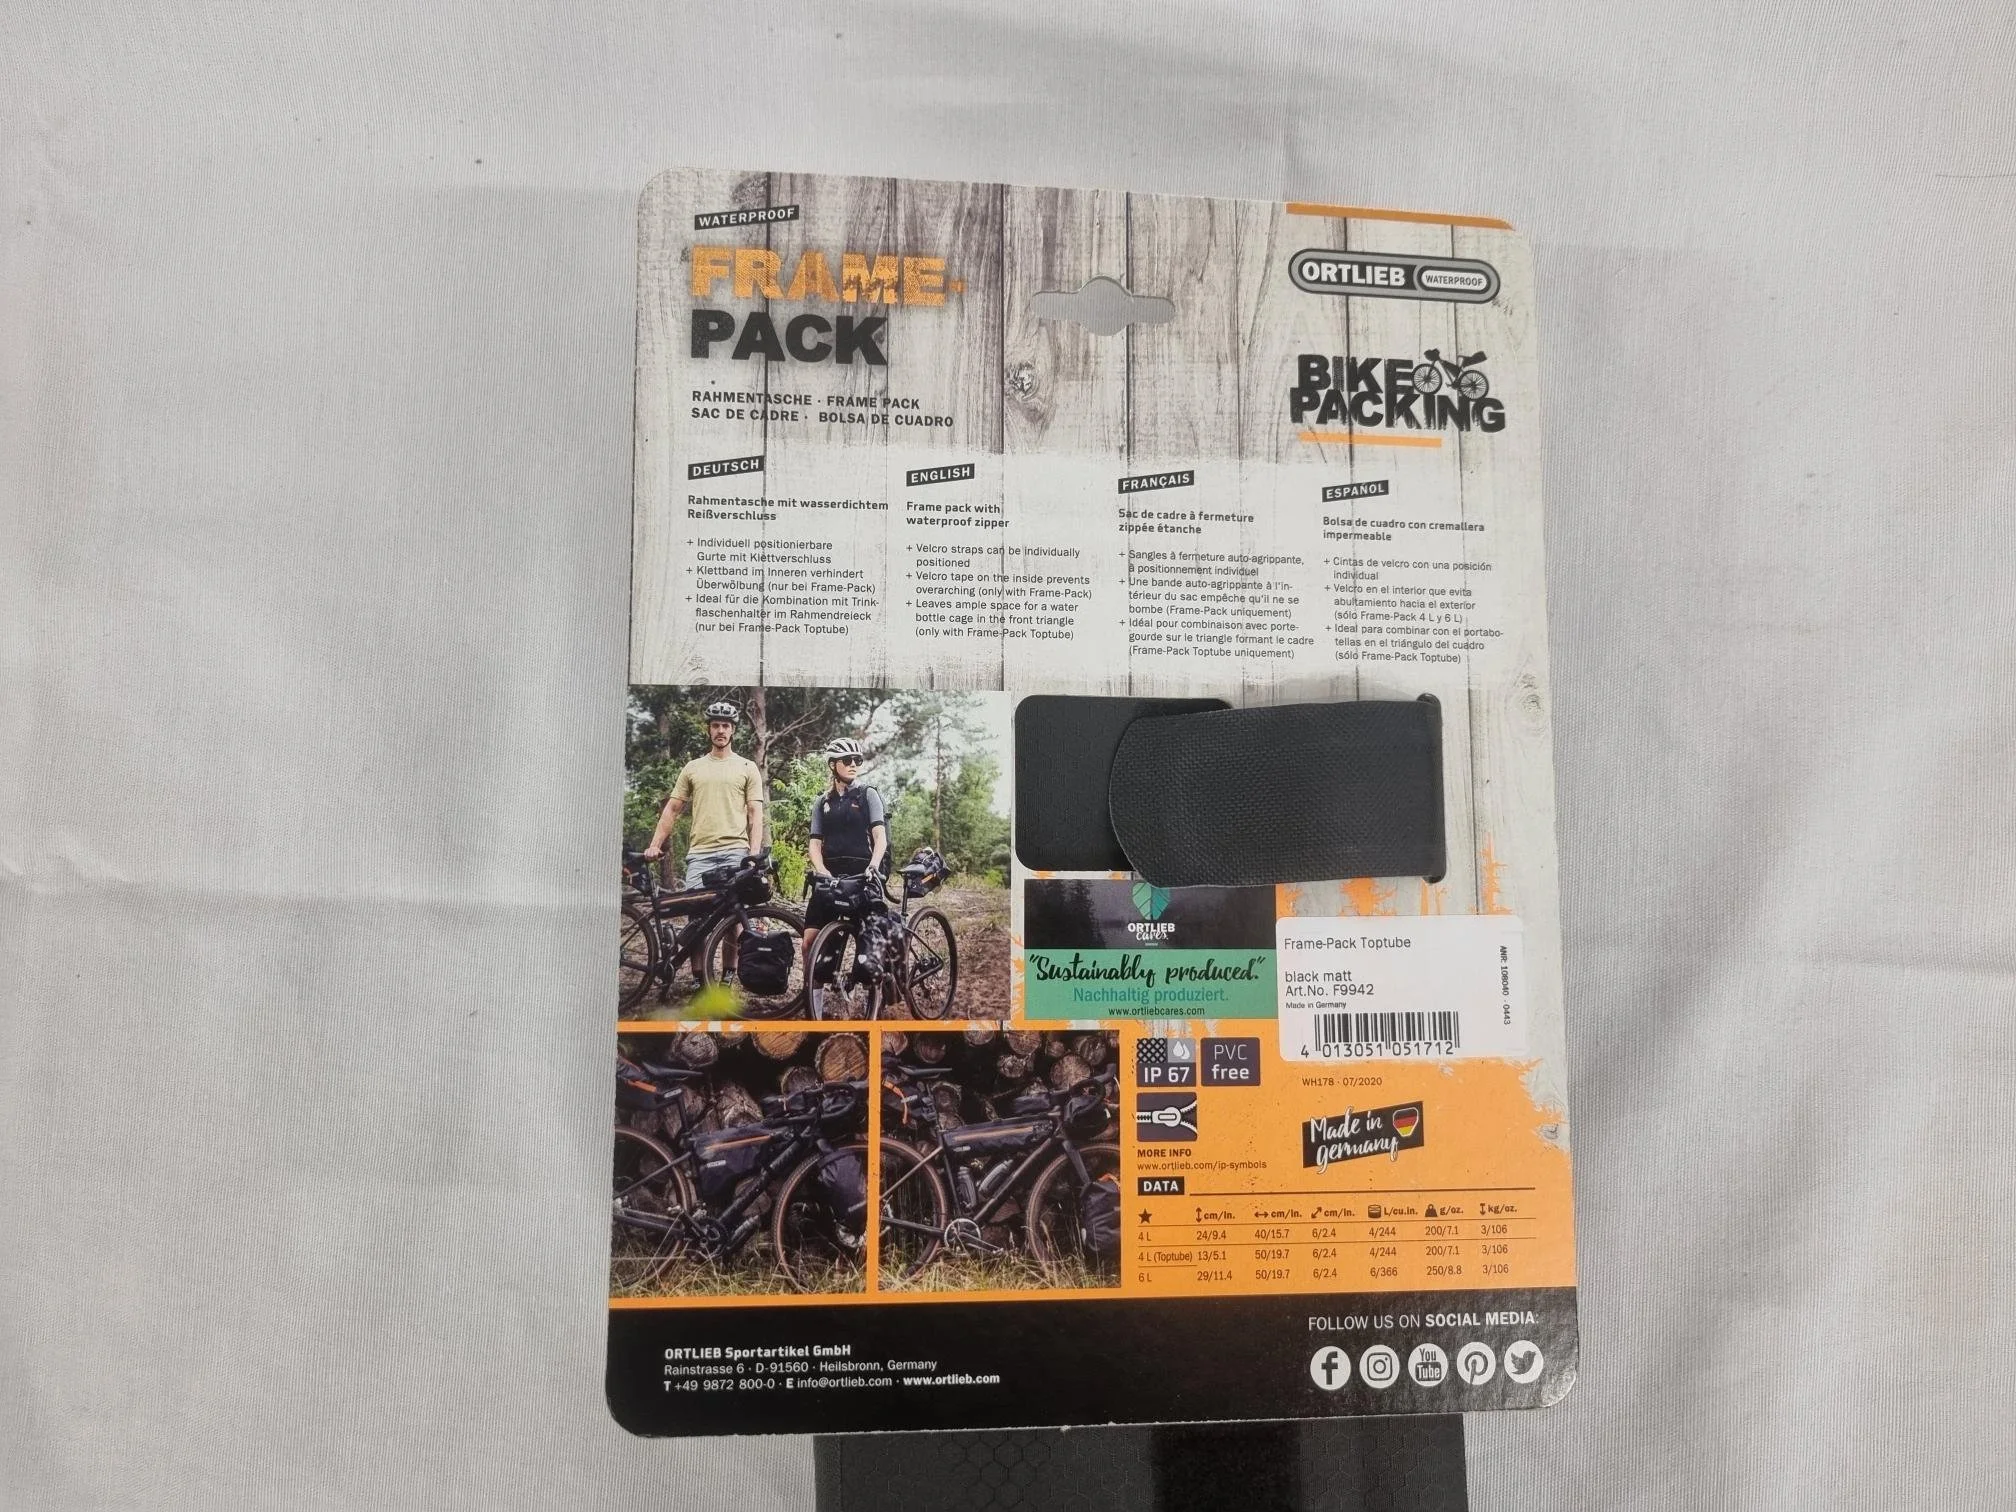 WATERPROOF
FRAME-
PACK
RAHMENTASCHE · FRAME PACK
SAC DE CADRE · BOLSA DE CUADRO
ORTLIEB WATERPROOF
BIKE
PACKING
DEUTSCH
Rahmentasche mit wasserdichtem
Reißverschluss
+ Individuell positionierbare
Gurte mit Klettverschluss
+ Klettband im Inneren verhindert
Überwölbung (nur bei Frame-Pack)
+ Ideal für die Kombination mit Trink-
flaschenhalter im Rahmendreieck
(nur bei Frame-Pack Toptube)
ENGLISH
Frame pack with
waterproof zipper
+ Velcro straps can be individually
positioned
+ Velcro tape on the inside prevents
overarching (only with Frame-Pack)
+ Leaves ample space for a water
bottle cage in the front triangle
(only with Frame-Pack Toptube)
FRANÇAIS
Sac de cadre à fermeture
zippée étanche
+ Sangles à fermeture auto-agrippante,
à positionnement individuel
+ Une bande auto-agrippante à l'in-
térieur du sac empêche qu'il ne se
bombe (Frame-Pack uniquement)
+ Idéal pour combinaison avec porte-
gourde sur le triangle formant le cadre
(Frame-Pack Toptube uniquement)
ESPAÑOL
Bolsa de cuadro con cremallera
impermeable
+ Cintas de velcro con una posición
individual
+ Velcro en el interior que evita
abultamiento hacia el exterior
(sólo Frame-Pack 4 L y 6 L)
+ Ideal para combinar con el portabo-
tellas en el triángulo del cuadro
(sólo Frame-Pack Toptube)
ORTLIEB
cares.
"Sustainably produced."
Nachhaltig produziert.
www.ortliebcares.com
Frame-Pack Toptube
black matt
Art.No. F9942
Made in Germany
4 013051 051712
ANR: 108040 - 0443
WH178 · 07/2020
IP 67
PVC
free
MORE INFO
www.ortlieb.com/ip-symbols
Made in
germany
DATA
cm/in. cm/in. cm/in. L/cu.in. g/oz. kg/oz.
4 L 24/9.4 40/15.7 6/2.4 4/244 200/7.1 3/106
4 L (Toptube) 13/5.1 50/19.7 6/2.4 4/244 200/7.1 3/106
6 L 29/11.4 50/19.7 6/2.4 6/366 250/8.8 3/106
ORTLIEB Sportartikel GmbH
Rainstrasse 6 · D-91560 · Heilsbronn, Germany
T +49 9872 800-0 · E info@ortlieb.com · www.ortlieb.com
FOLLOW US ON SOCIAL MEDIA:
You
Tube